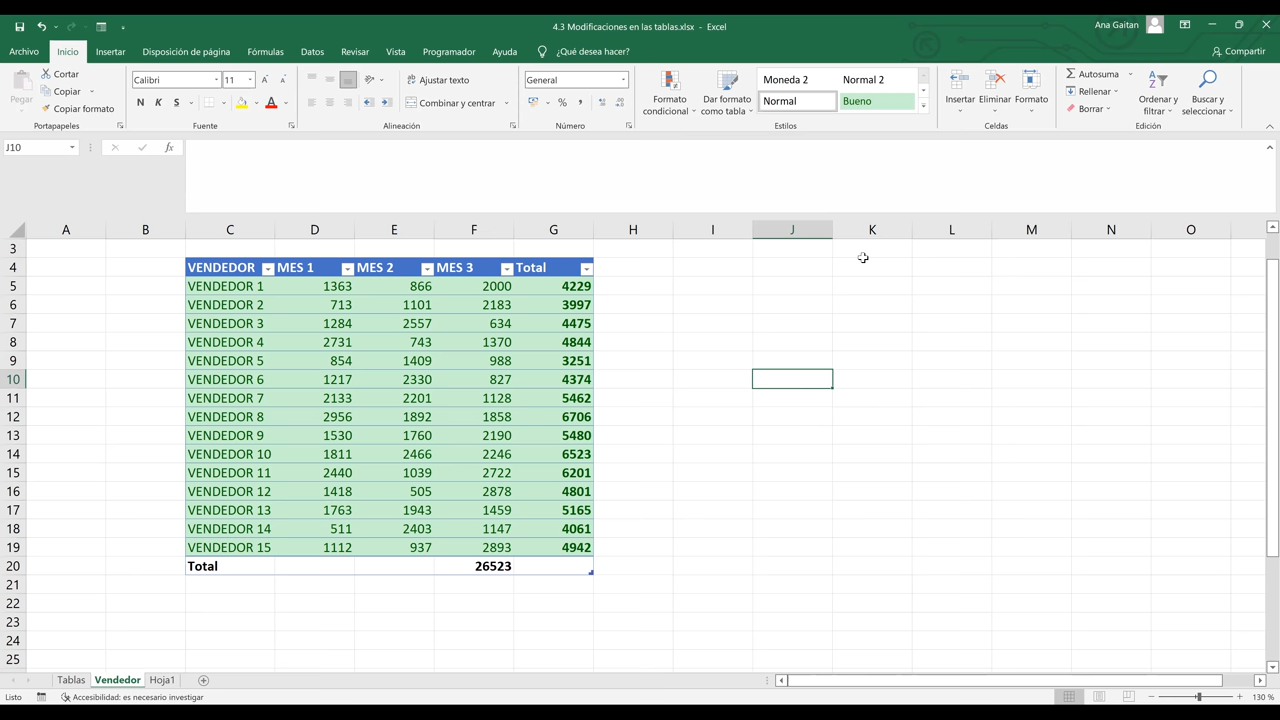 4.3 Modificaciones en las tablas.xlsx - Excel
Ana Gaitan
Archivo Inicio Insertar Disposición de página Fórmulas Datos Revisar Vista Programador Ayuda ¿Qué desea hacer? Compartir
Pegar
Cortar
Copiar
Copiar formato
Portapapeles
Calibri 11
N K S
Fuente
Ajustar texto
Combinar y centrar
Alineación
General
% 000
Número
Formato condicional
Dar formato como tabla
Moneda 2 Normal 2
Normal Bueno
Estilos
Insertar Eliminar Formato
Celdas
Autosuma
Rellenar
Borrar
Ordenar y filtrar
Buscar y seleccionar
Edición
J10 fx
A B C D E F G H I J K L M N O
3
4 VENDEDOR MES 1 MES 2 MES 3 Total
5 VENDEDOR 1 1363 866 2000 4229
6 VENDEDOR 2 713 1101 2183 3997
7 VENDEDOR 3 1284 2557 634 4475
8 VENDEDOR 4 2731 743 1370 4844
9 VENDEDOR 5 854 1409 988 3251
10 VENDEDOR 6 1217 2330 827 4374
11 VENDEDOR 7 2133 2201 1128 5462
12 VENDEDOR 8 2956 1892 1858 6706
13 VENDEDOR 9 1530 1760 2190 5480
14 VENDEDOR 10 1811 2466 2246 6523
15 VENDEDOR 11 2440 1039 2722 6201
16 VENDEDOR 12 1418 505 2878 4801
17 VENDEDOR 13 1763 1943 1459 5165
18 VENDEDOR 14 511 2403 1147 4061
19 VENDEDOR 15 1112 937 2893 4942
20 Total 26523
21
22
23
24
25
Tablas Vendedor Hoja1
Listo Accesibilidad: es necesario investigar 130 %